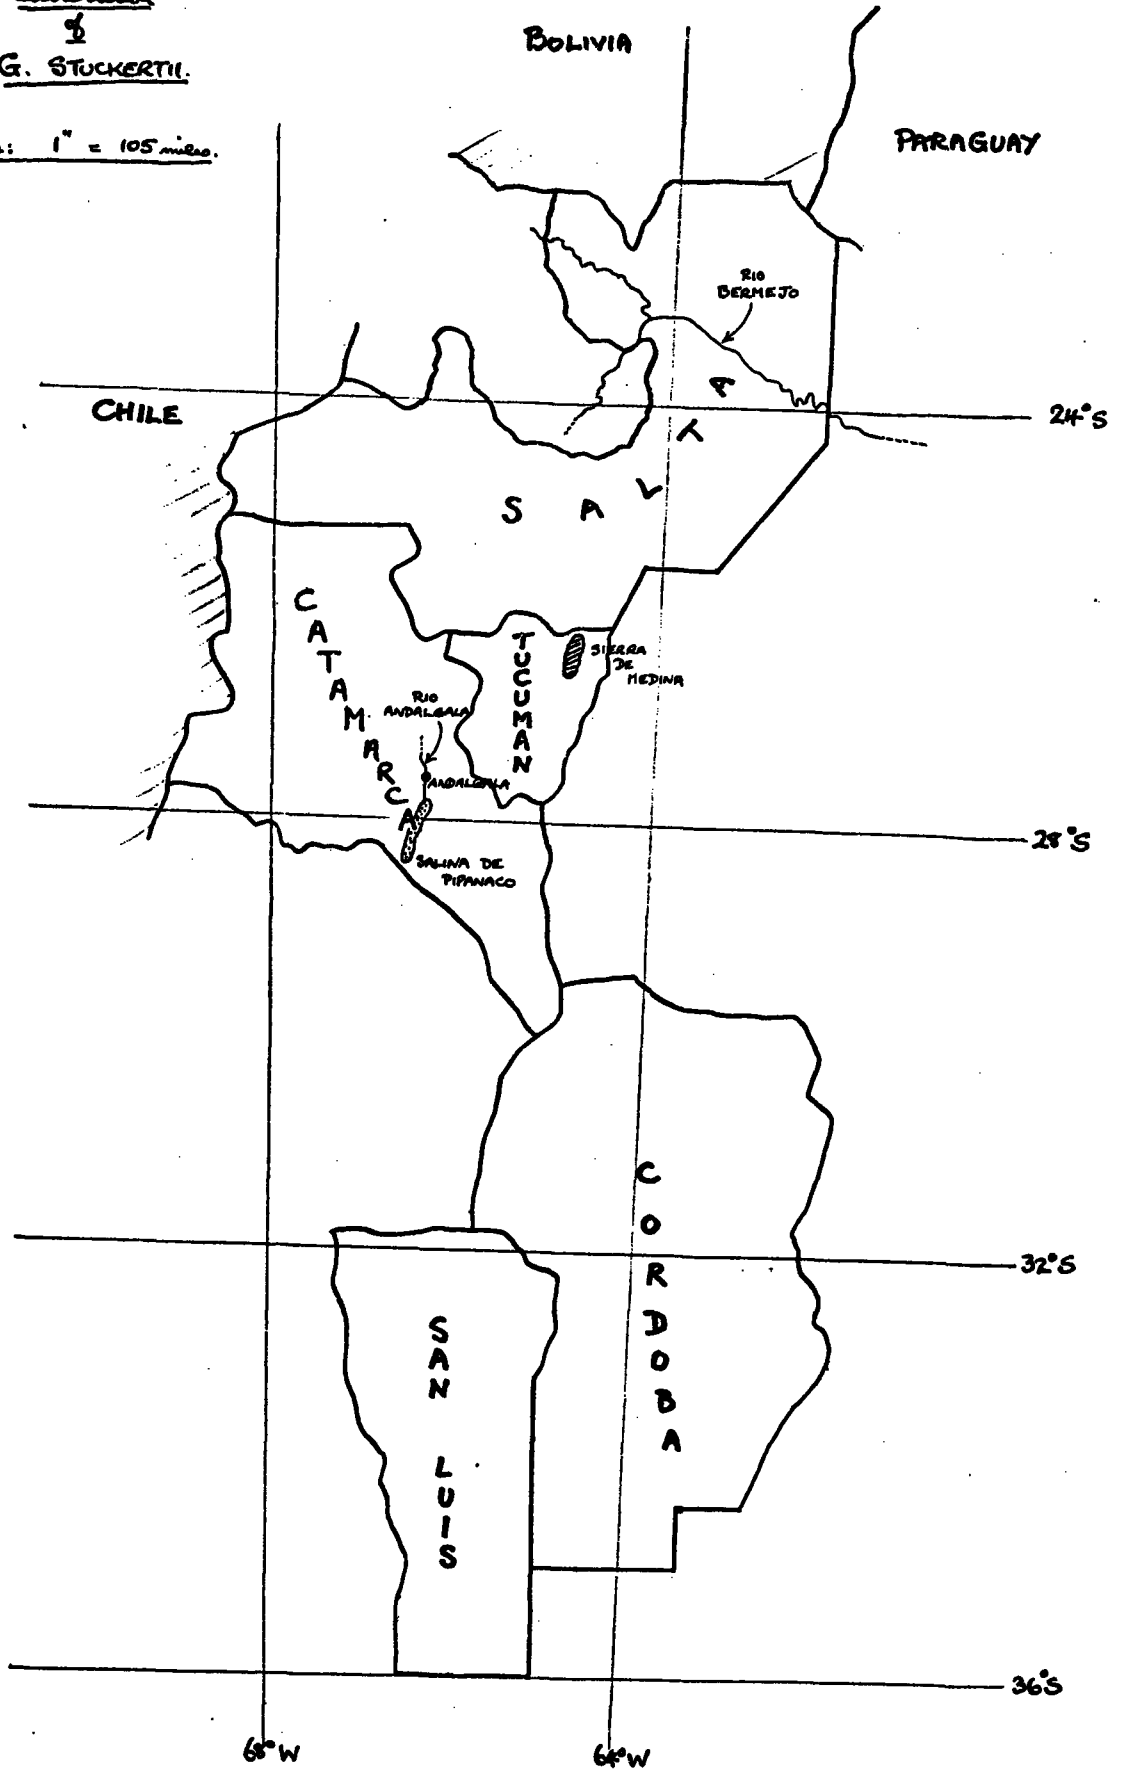 of
G. STUCKERTII.
1" = 105 miles.
BOLIVIA
PARAGUAY
RIO
BERMEJO
CHILE
24°S
SALTA
CATAMARCA
TUCUMAN
SIERRA
DE
MEDINA
RIO
ANDALGALA
ANDALGALA
28°S
SALINA DE
PIPANACO
CORDOBA
32°S
SAN LUIS
36°S
68°W
64°W